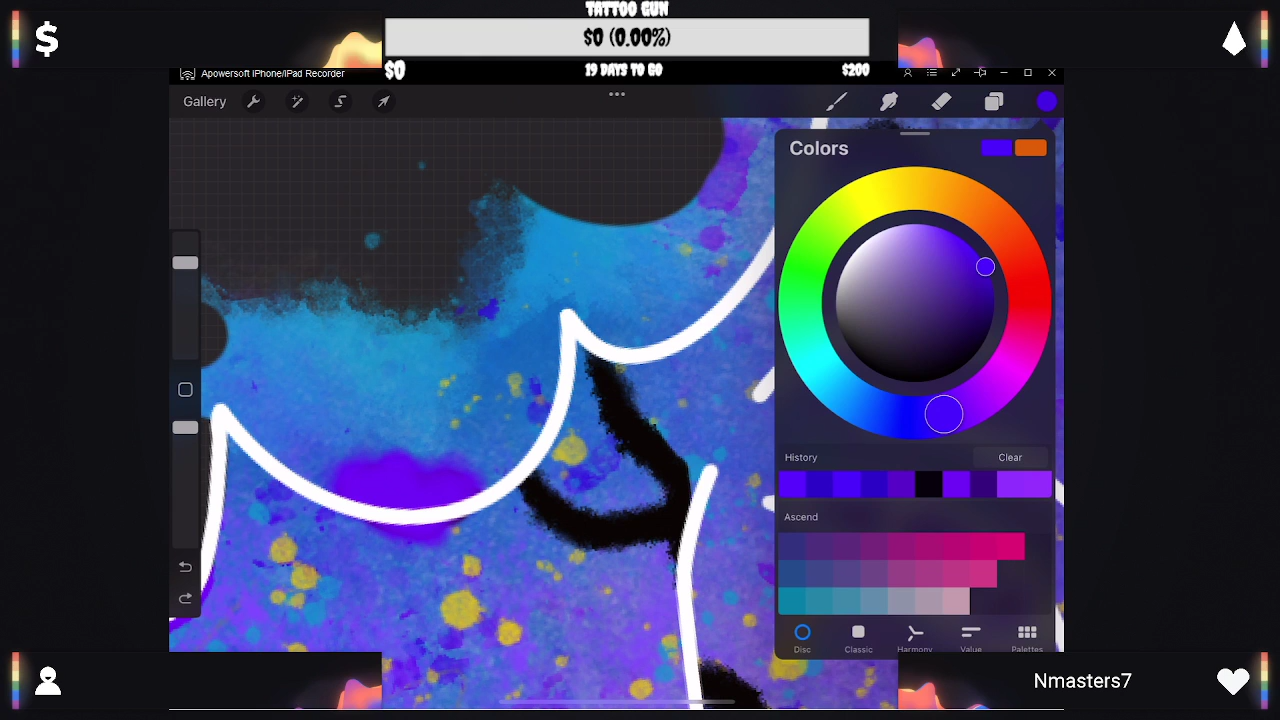 TATTOO GUN
$0 (0.00%)
$0 19 DAYS TO GO $200
$
Apowersoft iPhone/iPad Recorder
Gallery
Colors
History Clear
Ascend
Disc Classic Harmony Value Palettes
Nmasters7